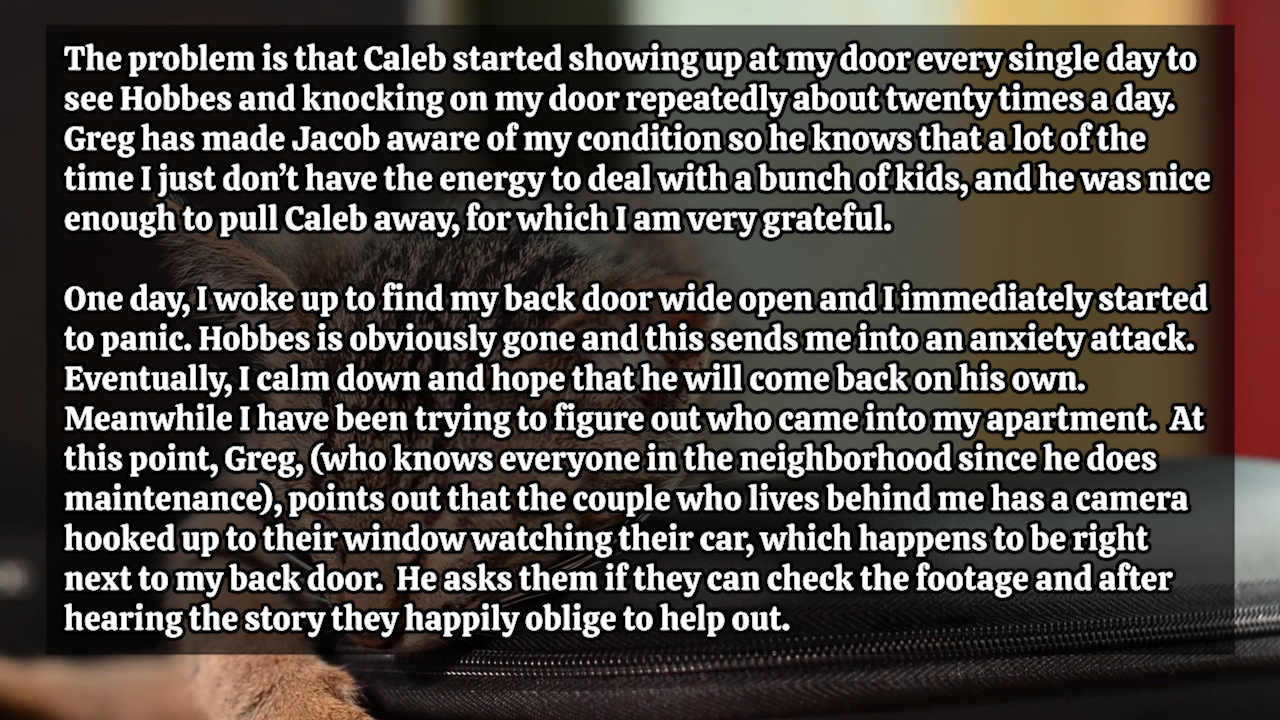 The problem is that Caleb started showing up at my door every single day to
see Hobbes and knocking on my door repeatedly about twenty times a day.
Greg has made Jacob aware of my condition so he knows that a lot of the
time I just don’t have the energy to deal with a bunch of kids, and he was nice
enough to pull Caleb away, for which I am very grateful.
One day, I woke up to find my back door wide open and I immediately started
to panic. Hobbes is obviously gone and this sends me into an anxiety attack.
Eventually, I calm down and hope that he will come back on his own.
Meanwhile I have been trying to figure out who came into my apartment.  At
this point, Greg, (who knows everyone in the neighborhood since he does
maintenance), points out that the couple who lives behind me has a camera
hooked up to their window watching their car, which happens to be right
next to my back door.  He asks them if they can check the footage and after
hearing the story they happily oblige to help out.